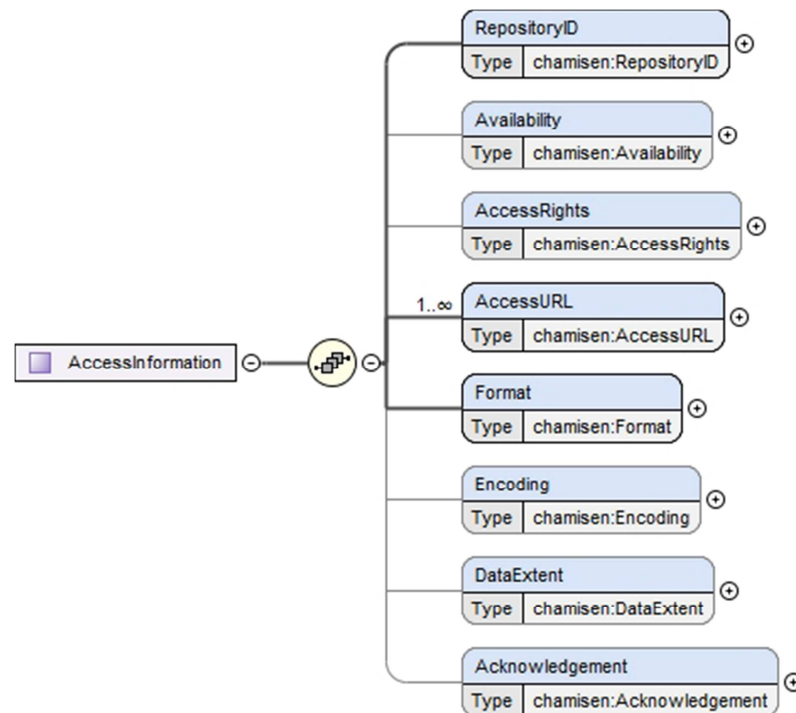 RepositoryID
Type chamisen:RepositoryID
Availability
Type chamisen:Availability
AccessRights
Type chamisen:AccessRights
1..∞
AccessURL
Type chamisen:AccessURL
AccessInformation
Format
Type chamisen:Format
Encoding
Type chamisen:Encoding
DataExtent
Type chamisen:DataExtent
Acknowledgement
Type chamisen:Acknowledgement